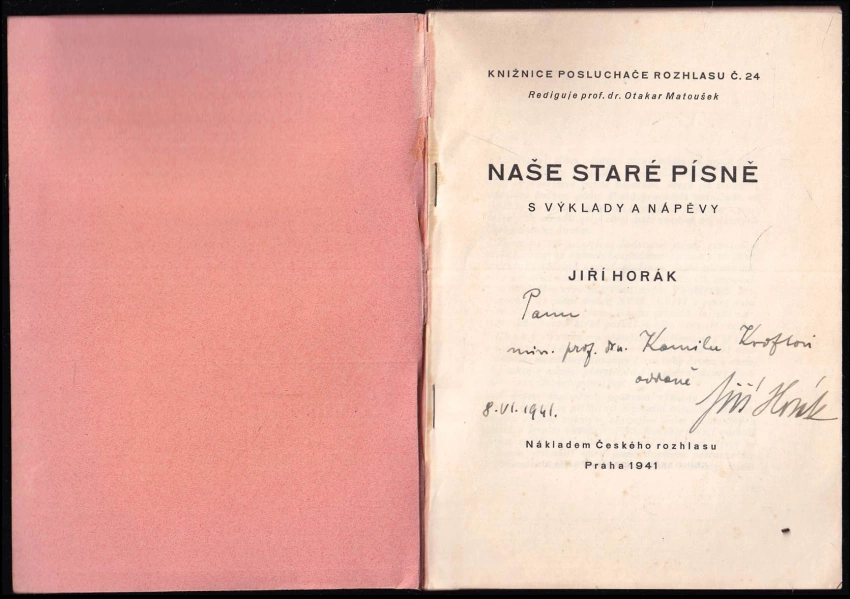 KNIŽNICE POSLUCHAČE ROZHLASU Č. 24
Rediguje prof. dr. Otakar Matoušek
NAŠE STARÉ PÍSNĚ
S VÝKLADY A NÁPĚVY
JIŘÍ HORÁK
Panu
min. prof. dru. Kamilu Kroftovi
oddaně
Jiří Horák
8. VI. 1941.
Nákladem Českého rozhlasu
Praha 1941